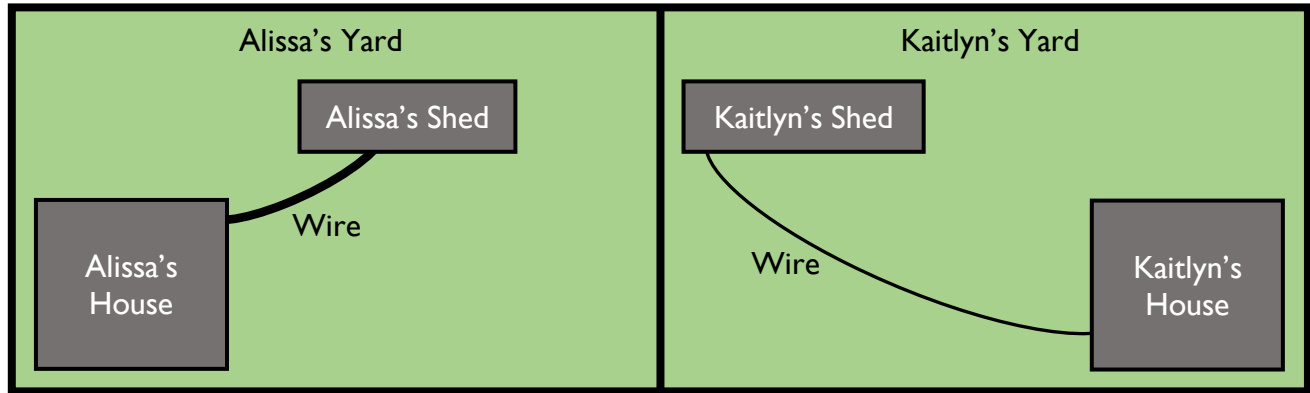 Alissa’s Yard
Kaitlyn’s Yard
Alissa’s Shed
Kaitlyn’s Shed
Wire
Wire
Alissa’s
House
Kaitlyn’s
House